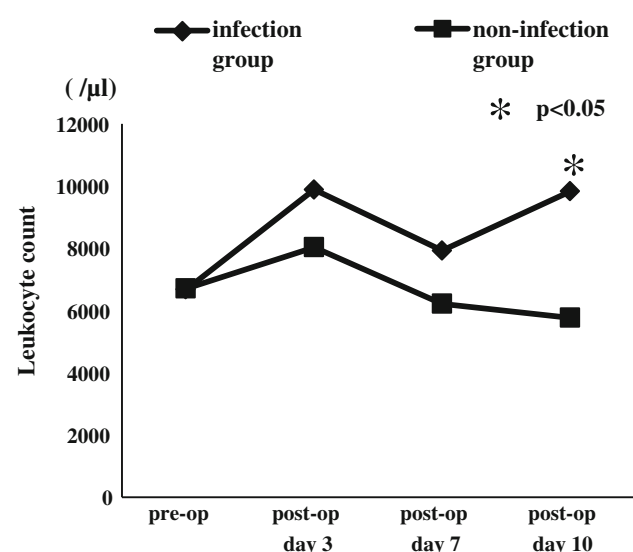 infection group
non-infection group
( /µl)
* p<0.05
12000
*
10000
8000
6000
4000
2000
0
Leukocyte count
pre-op
post-op day 3
post-op day 7
post-op day 10